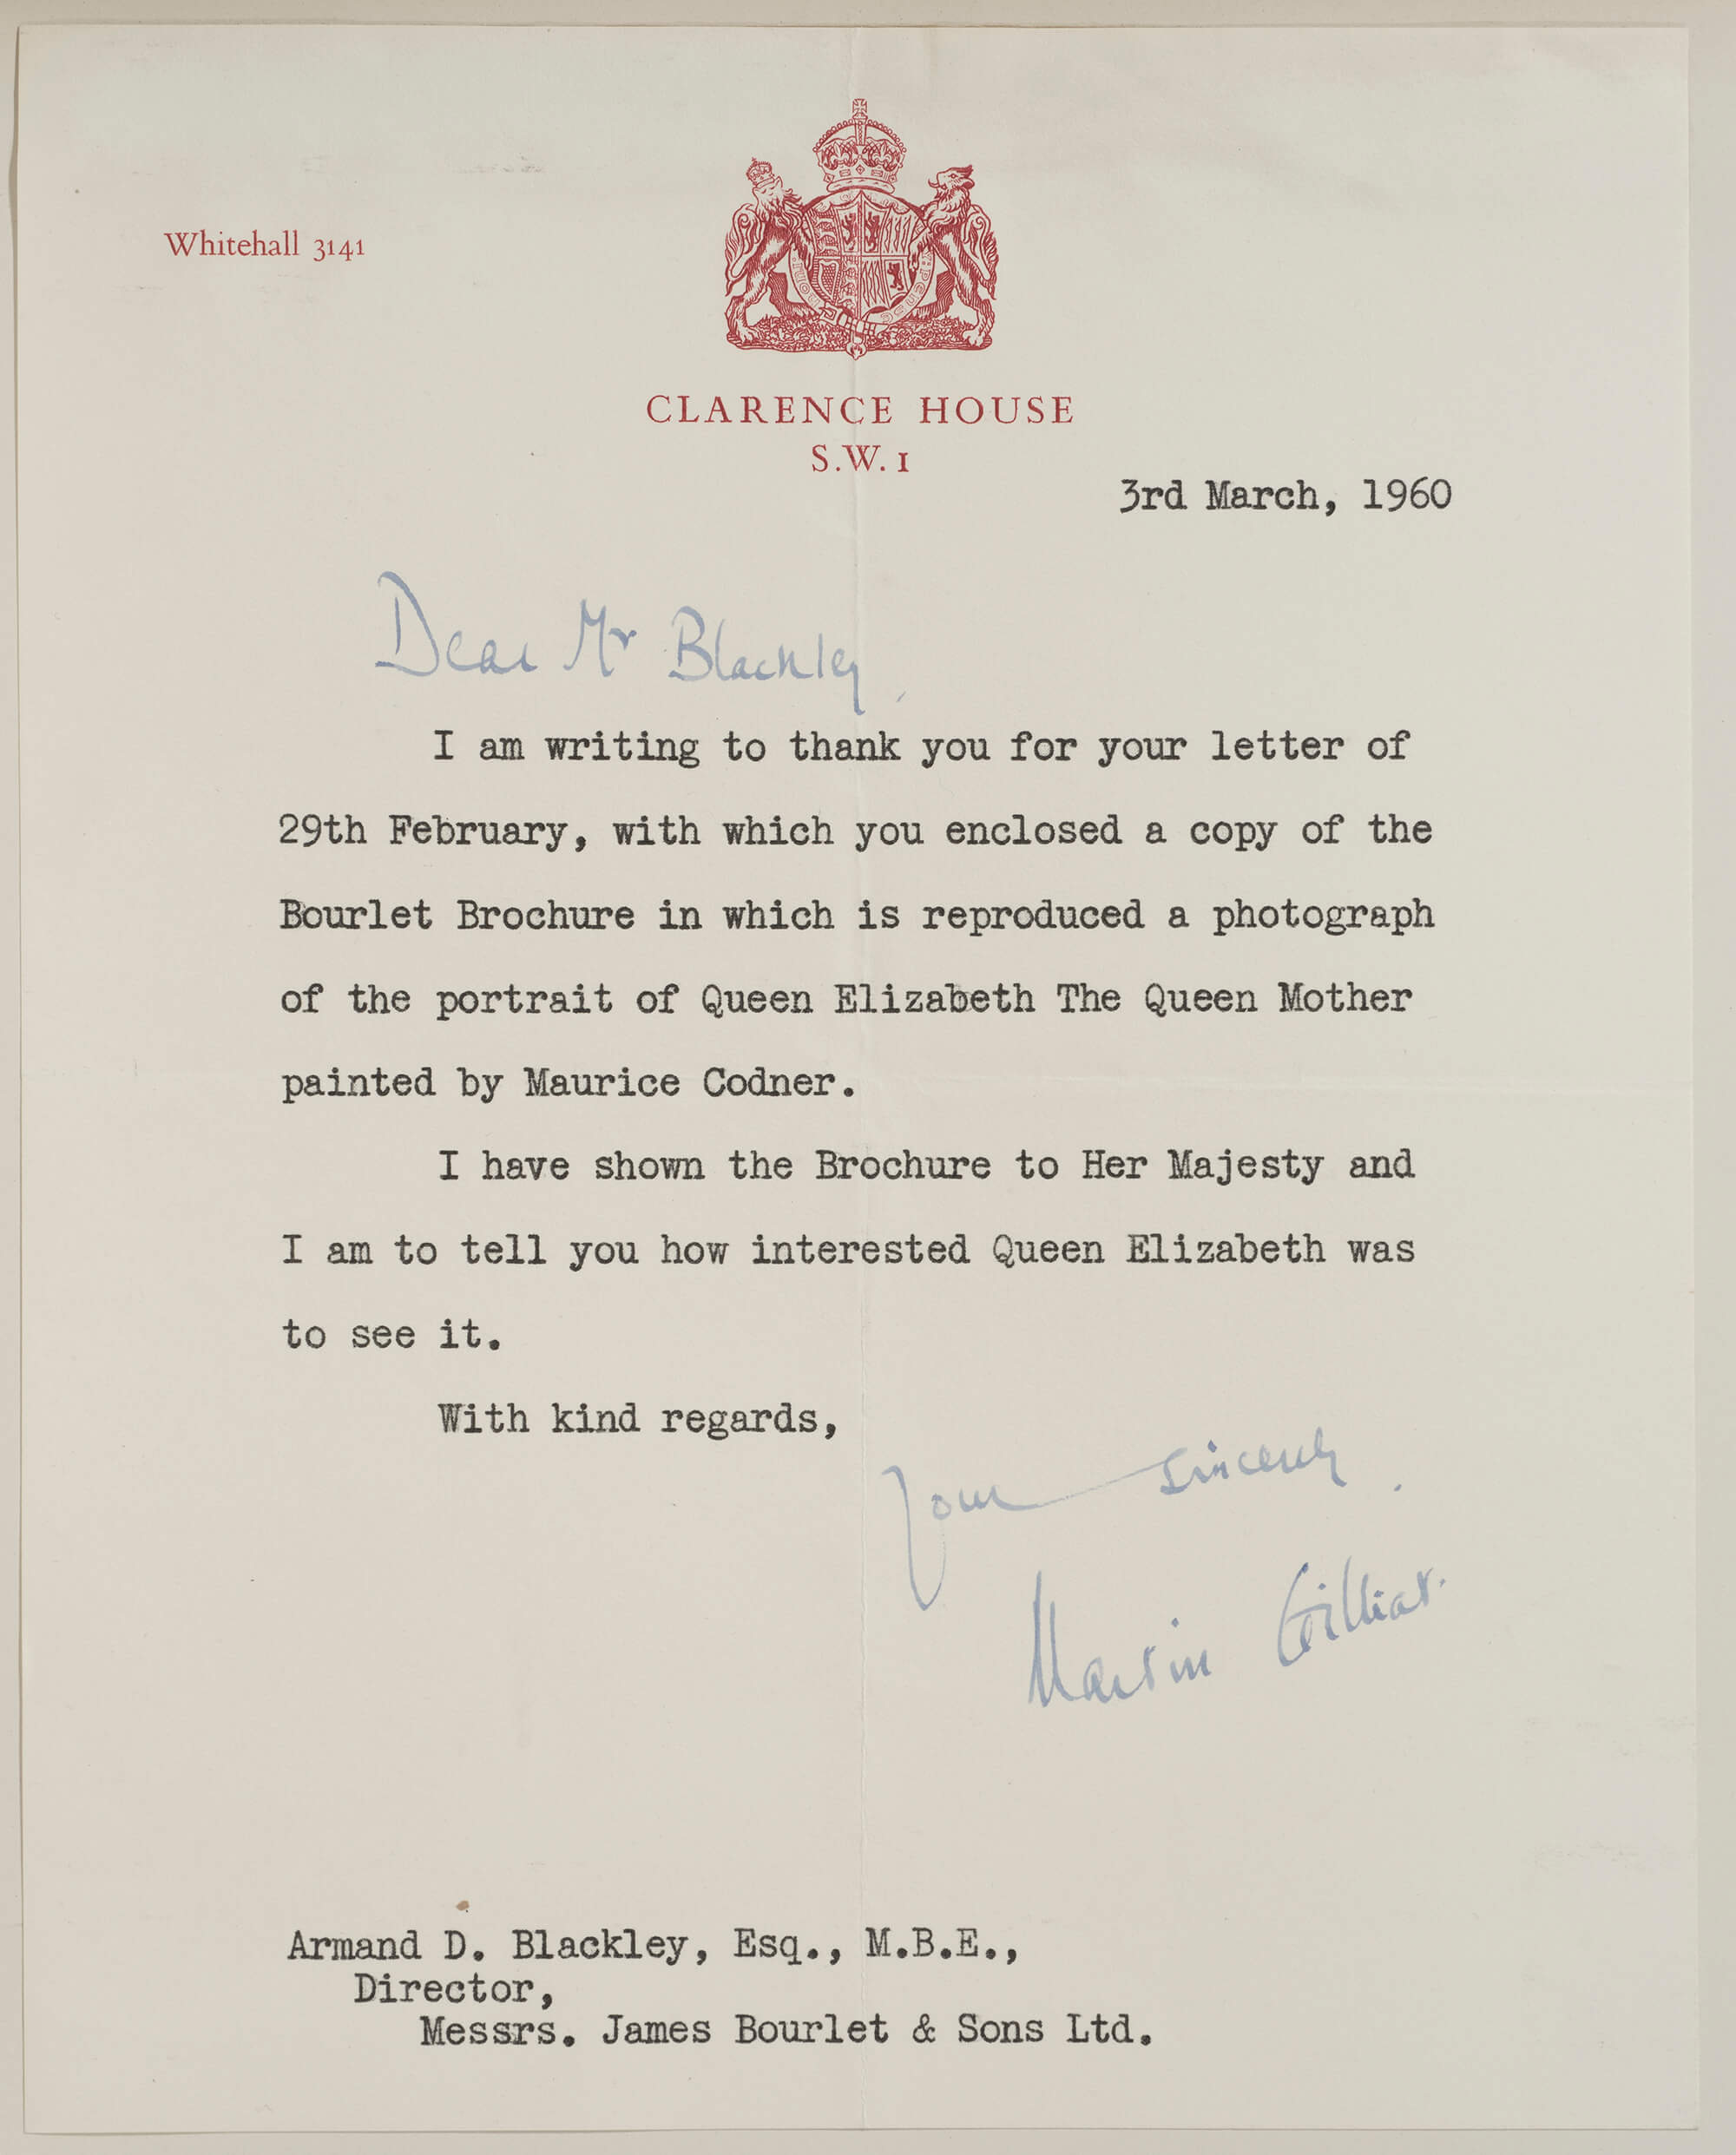 Whitehall 3141
CLARENCE HOUSE
S.W.1
3rd March, 1960
Dear Mr Blackley,
I am writing to thank you for your letter of
29th February, with which you enclosed a copy of the
Bourlet Brochure in which is reproduced a photograph
of the portrait of Queen Elizabeth The Queen Mother
painted by Maurice Codner.
I have shown the Brochure to Her Majesty and
I am to tell you how interested Queen Elizabeth was
to see it.
With kind regards,
Yours sincerely.
Martin Gilliat.
Armand D. Blackley, Esq., M.B.E.,
Director,
Messrs. James Bourlet & Sons Ltd.